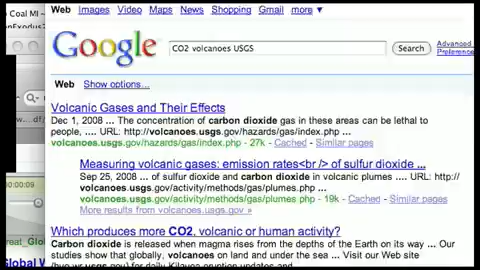 Coal MI –
Web Images Video Maps News Shopping Gmail more ▼
Google
CO2 volcanoes USGS
Search
Advanced
Preference
Web Show options...
Volcanic Gases and Their Effects
Dec 1, 2008 ... The concentration of carbon dioxide gas in these areas can be lethal to
people, .... URL: http://volcanoes.usgs.gov/hazards/gas/index.php ...
volcanoes.usgs.gov/hazards/gas/index.php - 27k - Cached - Similar pages
Measuring volcanic gases: emission rates<br /> of sulfur dioxide ...
Sep 25, 2008 ... of sulfur dioxide and carbon dioxide in volcanic plumes .... URL: http://
volcanoes.usgs.gov/activity/methods/gas/plumes.php ...
volcanoes.usgs.gov/activity/methods/gas/plumes.php - 19k - Cached - Similar pages
More results from volcanoes.usgs.gov »
00:00:09
Which produces more CO2, volcanic or human activity?
Carbon dioxide is released when magma rises from the depths of the Earth on its way ... Our
studies show that globally, volcanoes on land and under the sea ... Visit our Web site